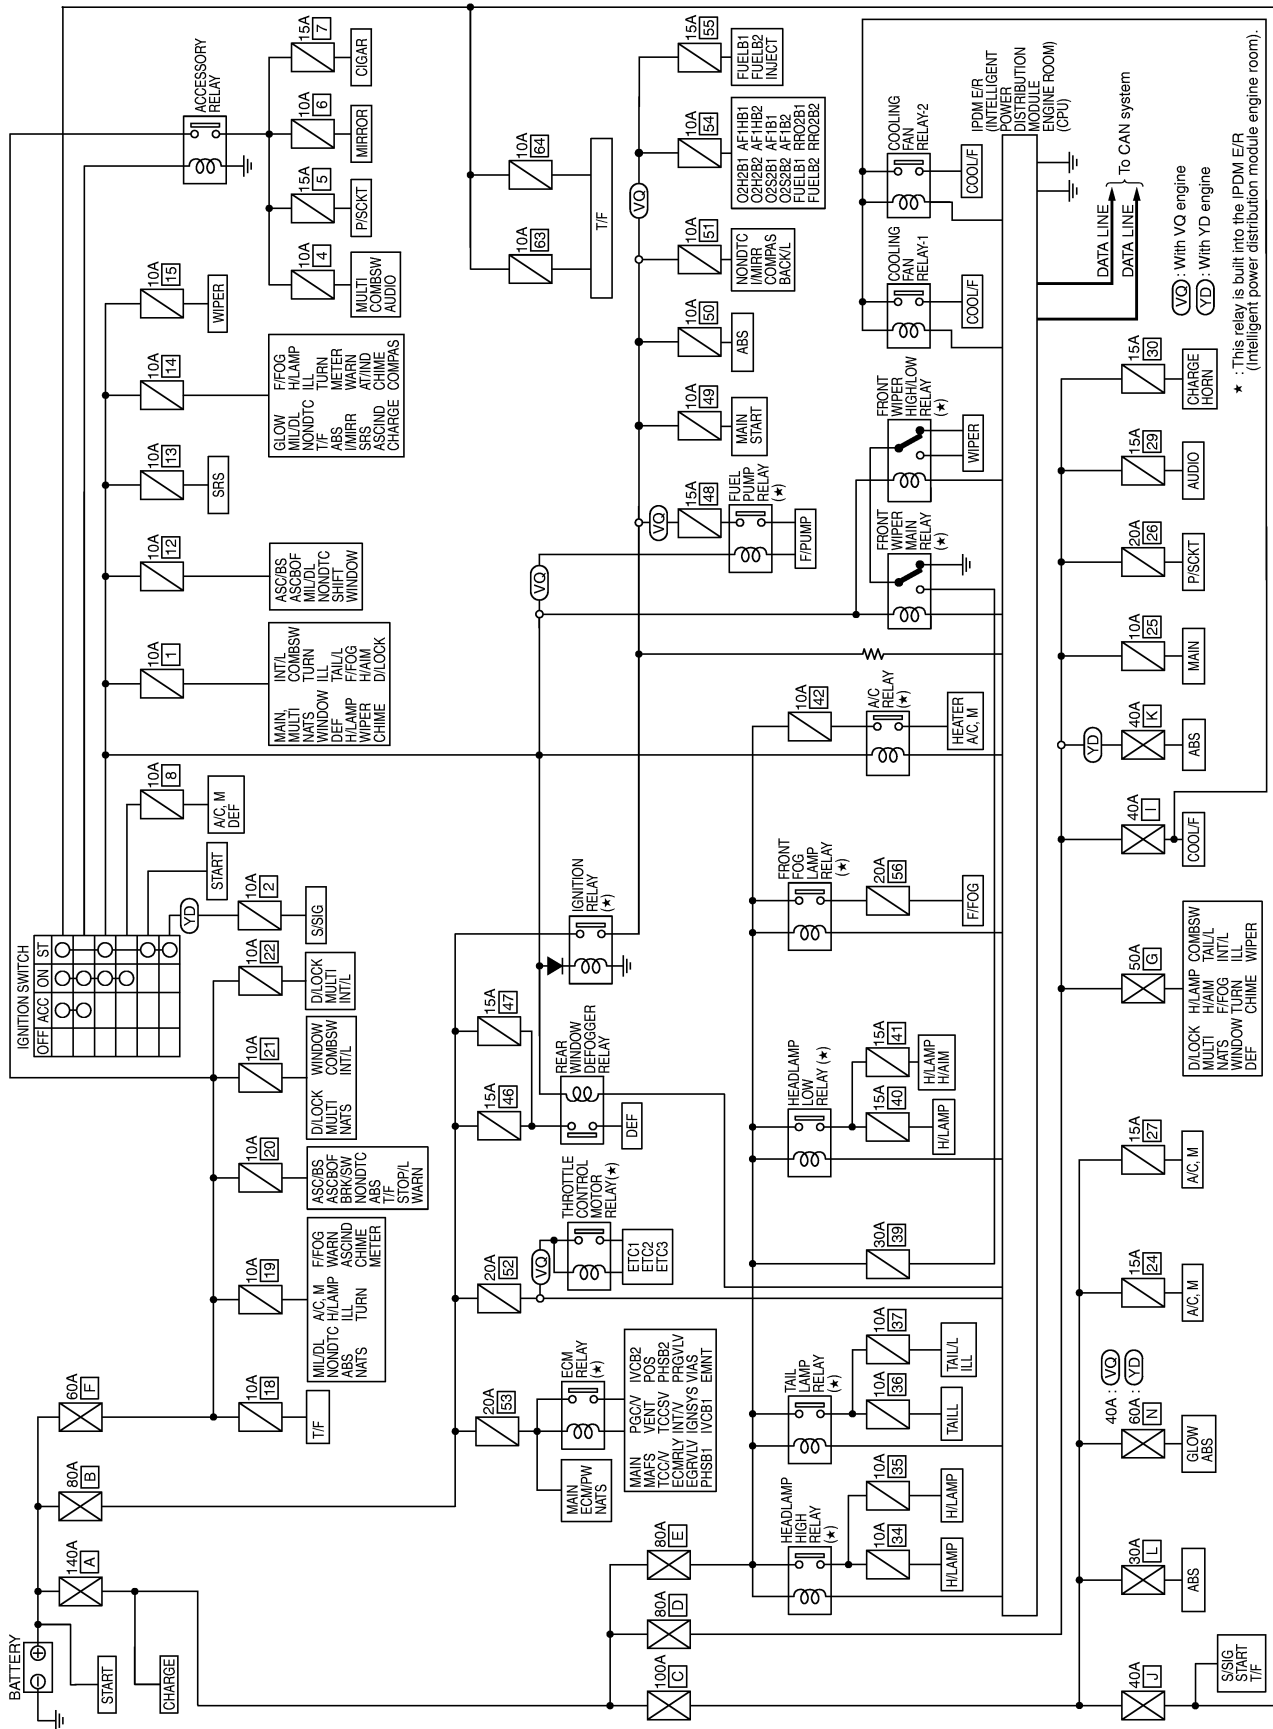 BATTERY
START
CHARGE
140A
A
80A
B
60A
F
IGNITION SWITCH
OFF ACC ON ST
10A
18
T/F
10A
19
MIL/DL A/C, M F/FOG
NONDTC H/LAMP WARN
ABS ILL ASCIND
NATS TURN CHIME
METER
10A
20
ASC/BS
ASCBOF
BRK/SW
NONDTC
ABS
T/F
STOP/L
WARN
10A
21
D/LOCK WINDOW
MULTI COMBSW
NATS INT/L
10A
22
D/LOCK
MULTI
INT/L
YD
10A
2
S/SIG
START
10A
8
A/C, M
DEF
10A
1
MAIN, INT/L
MULTI COMBSW
NATS TURN
WINDOW ILL
DEF TAIL/L
H/LAMP F/FOG
WIPER H/AIM
CHIME D/LOCK
10A
12
ASC/BS
ASCBOF
MIL/DL
NONDTC
SHIFT
WINDOW
10A
13
SRS
10A
14
GLOW F/FOG
MIL/DL H/LAMP
NONDTC ILL
T/F TURN
ABS METER
I/MIRR WARN
SRS AT/IND
ASCIND CHIME
CHARGE COMPAS
10A
15
WIPER
ACCESSORY
RELAY
10A
4
MULTI
COMBSW
AUDIO
15A
5
P/SCKT
10A
6
MIRROR
15A
7
CIGAR
20A
53
MAIN
ECM/PW
NATS
ECM
RELAY
(★)
MAIN PGC/V IVCB2
MAFS VENT POS
TCC/V TCCSV PHSB2
ECMRLY INT/V PRGVLV
EGRVLV IGNSYS VIAS
PHSB1 IVCB1 EMNT
20A
52
VQ
THROTTLE
CONTROL
MOTOR
RELAY(★)
ETC1
ETC2
ETC3
15A
46
15A
47
REAR
WINDOW
DEFOGGER
RELAY
DEF
IGNITION
RELAY
(★)
10A
63
10A
64
T/F
VQ
VQ
15A
48
FUEL
PUMP
RELAY
(★)
F/PUMP
10A
49
MAIN
START
10A
50
ABS
10A
51
NONDTC
I/MIRR
COMPAS
BACK/L
VQ
10A
54
O2H2B1 AF1HB1
O2H2B2 AF1HB2
O2S2B1 AF1B1
O2S2B2 AF1B2
FUELB1 RRO2B1
FUELB2 RRO2B2
15A
55
FUELB1
FUELB2
INJECT
100A
C
80A
D
80A
E
HEADLAMP
HIGH
RELAY
(★)
10A
34
H/LAMP
10A
35
H/LAMP
TAIL
LAMP
RELAY
(★)
10A
36
TAILL
10A
37
TAIL/L
ILL
30A
39
HEADLAMP
LOW
RELAY (★)
15A
40
H/LAMP
15A
41
H/LAMP
H/AIM
FRONT
FOG
LAMP
RELAY
(★)
20A
56
F/FOG
10A
42
A/C
RELAY
(★)
HEATER
A/C, M
FRONT
WIPER
MAIN
RELAY
(★)
FRONT
WIPER
HIGH/LOW
RELAY
(★)
WIPER
COOLING
FAN
RELAY-1
COOL/F
COOLING
FAN
RELAY-2
COOL/F
IPDM E/R
(INTELLIGENT
POWER
DISTRIBUTION
MODULE
ENGINE ROOM)
(CPU)
DATA LINE
DATA LINE
To CAN system
40A
J
S/SIG
START
T/F
30A
L
ABS
40A : VQ
60A : YD
N
GLOW
ABS
15A
24
A/C, M
15A
27
A/C, M
50A
G
D/LOCK H/LAMP COMBSW
MULTI H/AIM TAIL/L
NATS F/FOG INT/L
WINDOW TURN ILL
DEF CHIME WIPER
40A
I
COOL/F
YD
40A
K
ABS
10A
25
MAIN
20A
26
P/SCKT
15A
29
AUDIO
15A
30
CHARGE
HORN
VQ : With VQ engine
YD : With YD engine
★ : This relay is built into the IPDM E/R
(Intelligent power distribution module engine room).